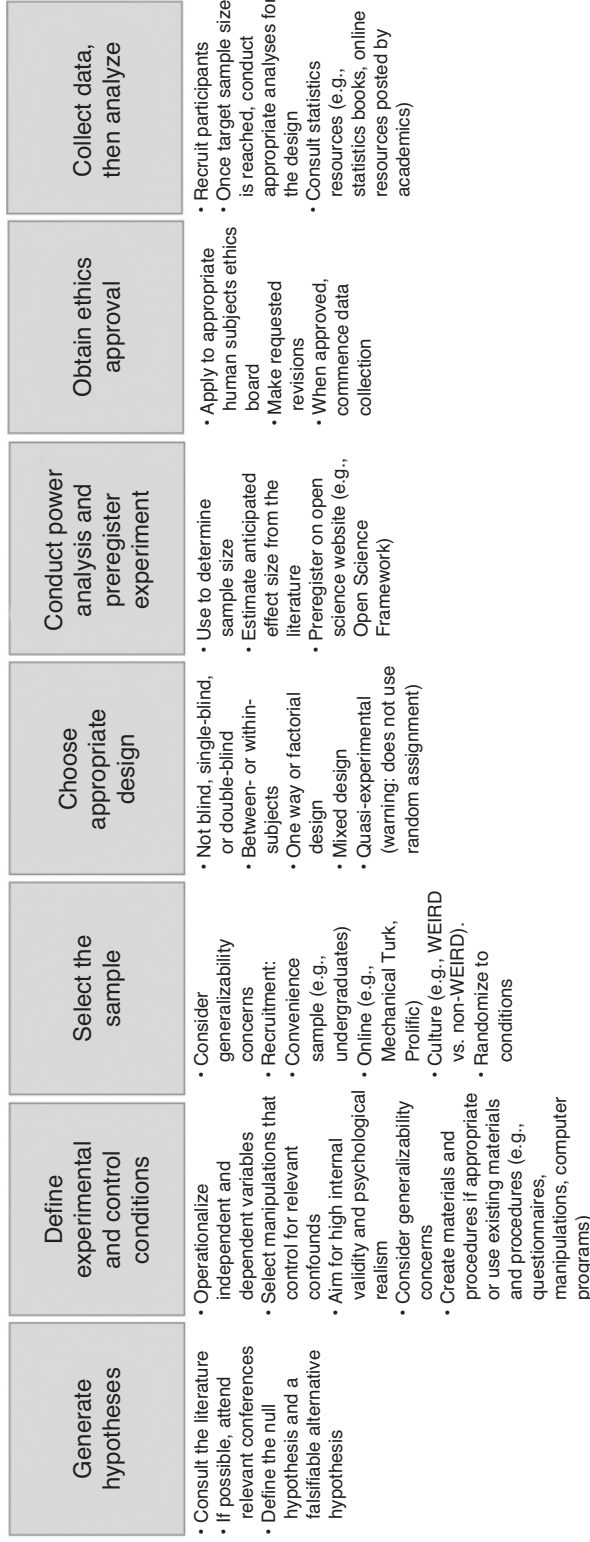 Generate
hypotheses
• Consult the literature
• If possible, attend
relevant conferences
• Define the null
hypothesis and a
falsifiable alternative
hypothesis
Define
experimental
and control
conditions
• Operationalize
independent and
dependent variables
• Select manipulations that
control for relevant
confounds
• Aim for high internal
validity and psychological
realism
• Consider generalizability
concerns
• Create materials and
procedures if appropriate
or use existing materials
and procedures (e.g.,
questionnaires,
manipulations, computer
programs)
Select the
sample
• Consider
generalizability
concerns
• Recruitment:
• Convenience
sample (e.g.,
undergraduates)
• Online (e.g.,
Mechanical Turk,
Prolific)
• Culture (e.g., WEIRD
vs. non-WEIRD).
• Randomize to
conditions
Choose
appropriate
design
• Not blind, single-blind,
or double-blind
• Between- or within-
subjects
• One way or factorial
design
• Mixed design
• Quasi-experimental
(warning: does not use
random assignment)
Conduct power
analysis and
preregister
experiment
• Use to determine
sample size
• Estimate anticipated
effect size from the
literature
• Preregister on open
science website (e.g.,
Open Science
Framework)
Obtain ethics
approval
• Apply to appropriate
human subjects ethics
board
• Make requested
revisions
• When approved,
commence data
collection
Collect data,
then analyze
• Recruit participants
• Once target sample size
is reached, conduct
appropriate analyses for
the design
• Consult statistics
resources (e.g.,
statistics books, online
resources posted by
academics)